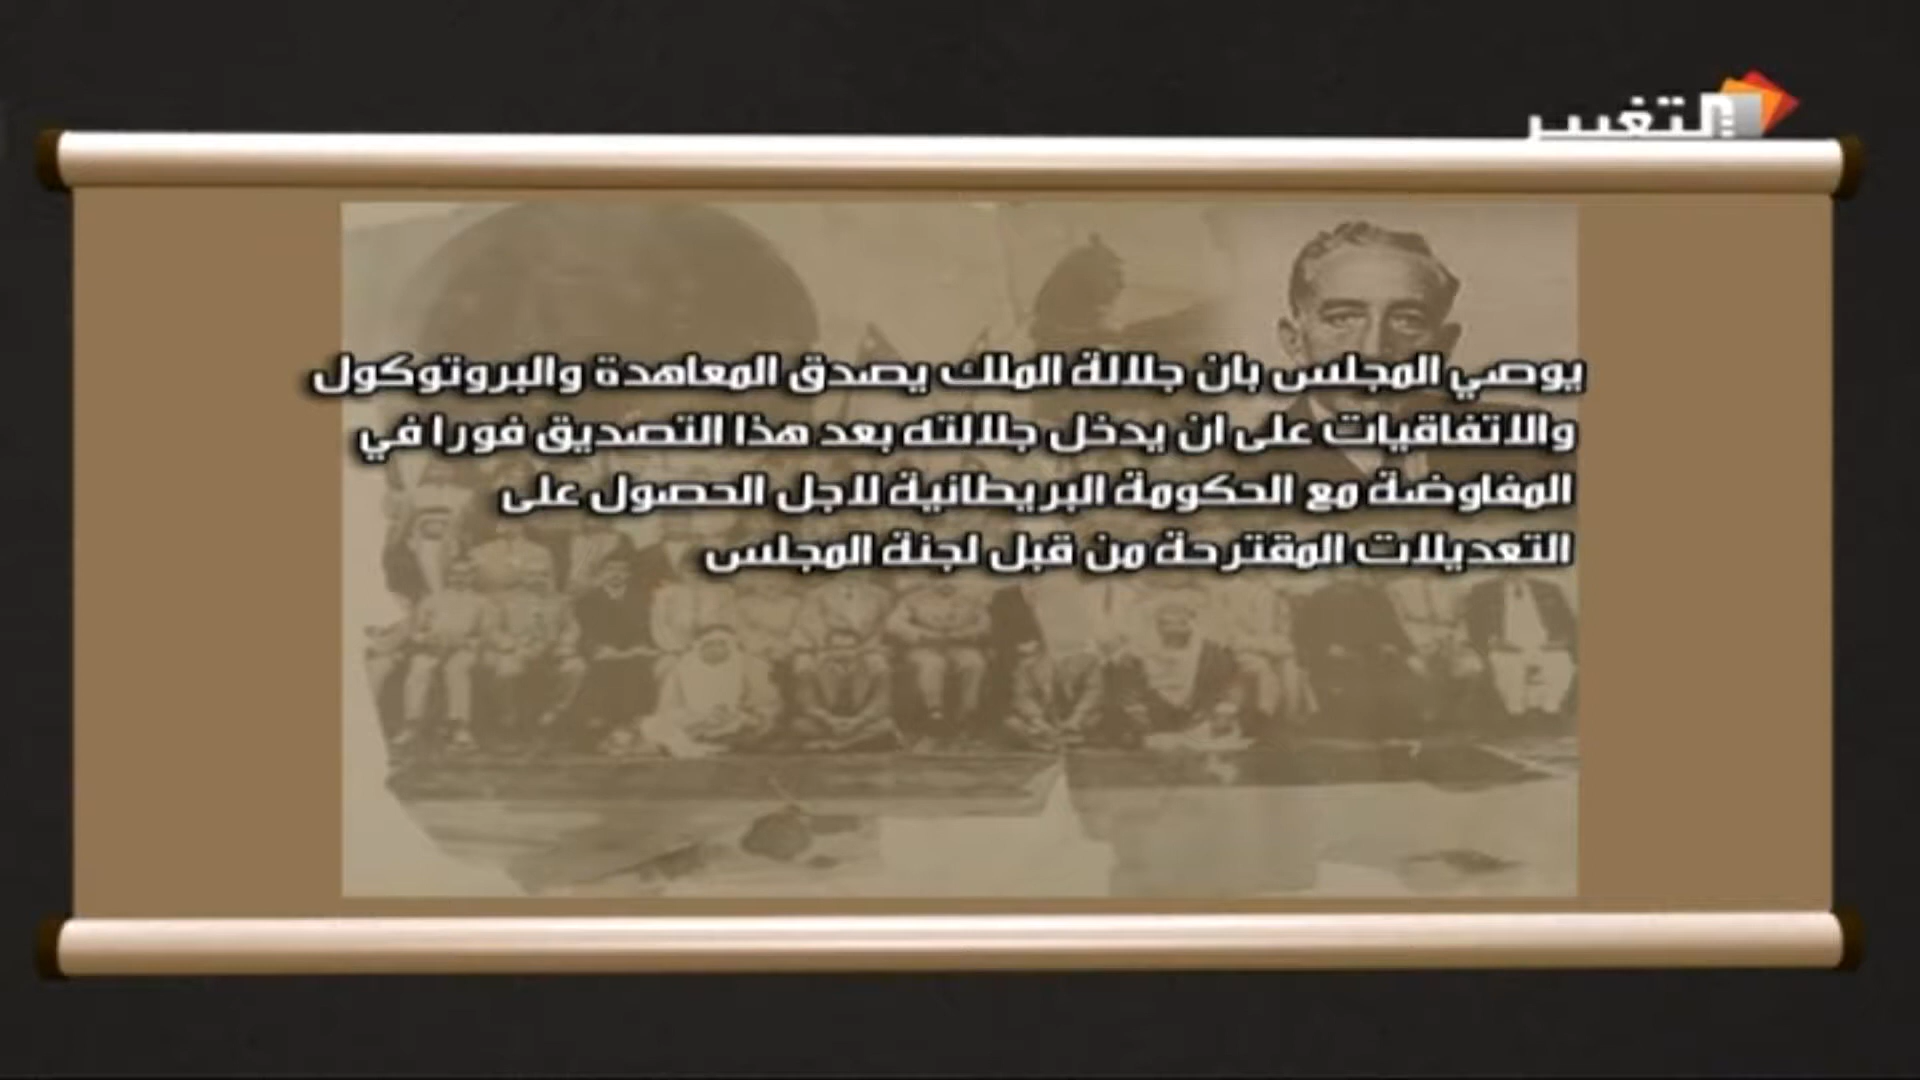 التغيير
يوصي المجلس بان جلالة الملك يصدق المعاهدة والبروتوكول
والاتفاقيات على ان يدخل جلالته بعد هذا التصديق فورا في
المفاوضة مع الحكومة البريطانية لاجل الحصول على
التعديلات المقترحة من قبل لجنة المجلس